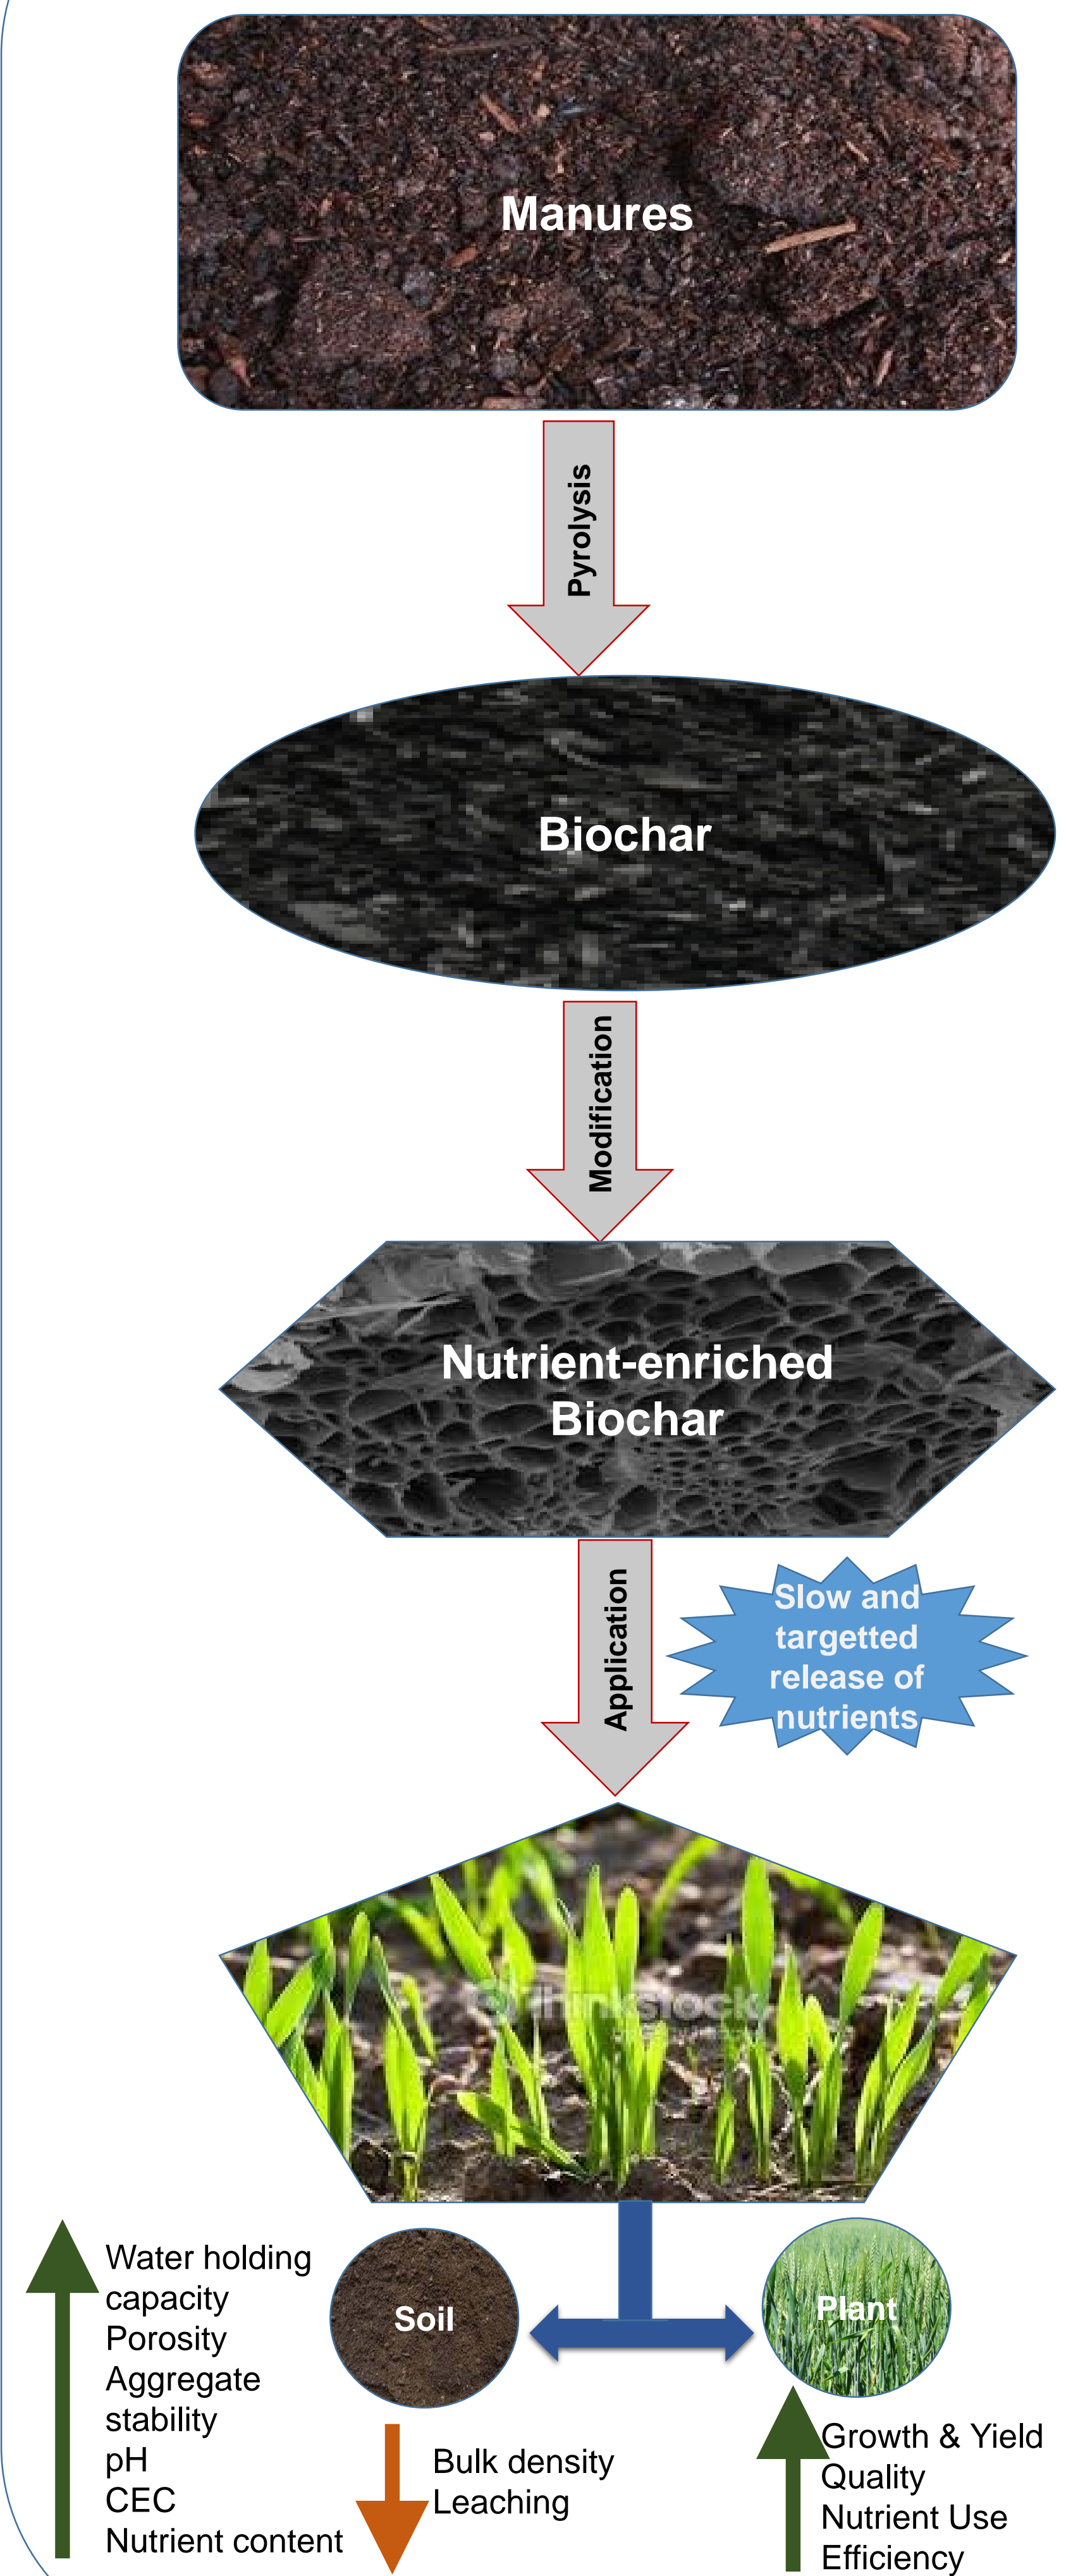 Manures
Pyrolysis
Biochar
Modification
Nutrient-enriched
Biochar
Application
Slow and
targetted
release of
nutrients
thinkstock
Soil
Plant
Water holding
capacity
Porosity
Aggregate
stability
pH
CEC
Nutrient content
Bulk density
Leaching
Growth & Yield
Quality
Nutrient Use
Efficiency